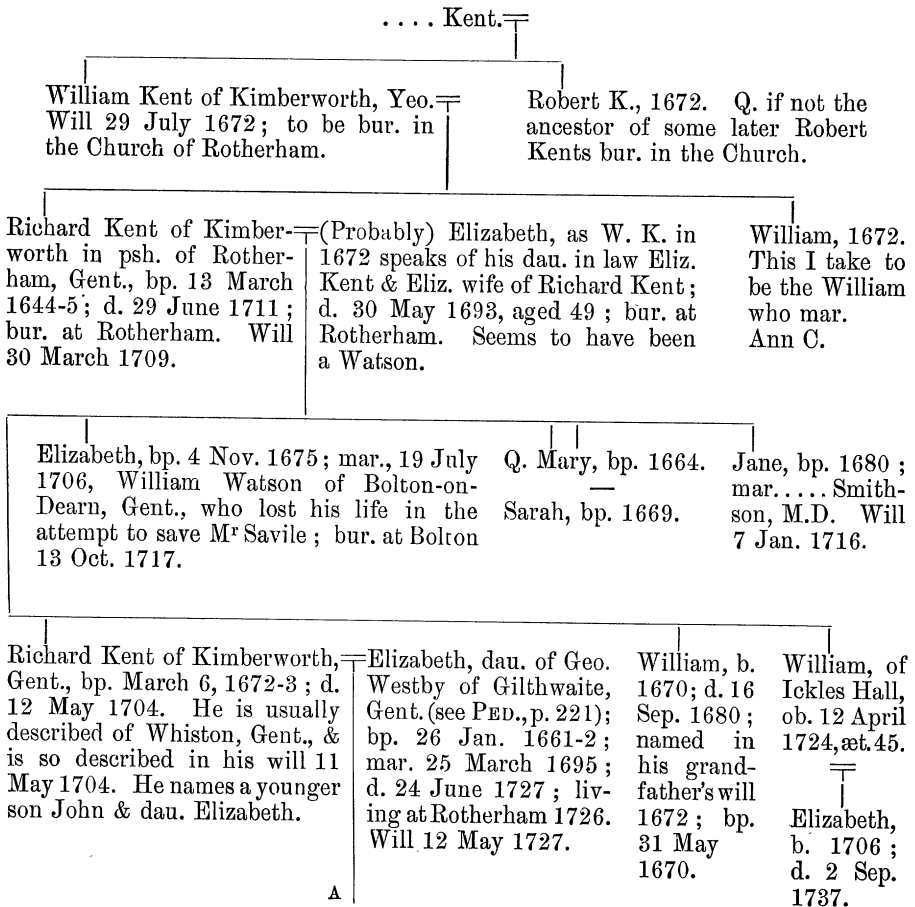 .... Kent.
William Kent of Kimberworth, Yeo.
Will 29 July 1672; to be bur. in
the Church of Rotherham.
Robert K., 1672. Q. if not the
ancestor of some later Robert
Kents bur. in the Church.
Richard Kent of Kimber-
worth in psh. of Rother-
ham, Gent., bp. 13 March
1644-5; d. 29 June 1711;
bur. at Rotherham. Will
30 March 1709.
(Probably) Elizabeth, as W. K. in
1672 speaks of his dau. in law Eliz.
Kent & Eliz. wife of Richard Kent;
d. 30 May 1693, aged 49; bur. at
Rotherham. Seems to have been
a Watson.
William, 1672.
This I take to
be the William
who mar.
Ann C.
Elizabeth, bp. 4 Nov. 1675; mar., 19 July
1706, William Watson of Bolton-on-
Dearn, Gent., who lost his life in the
attempt to save Mr Savile; bur. at Bolton
13 Oct. 1717.
Q. Mary, bp. 1664.
—
Sarah, bp. 1669.
Jane, bp. 1680;
mar..... Smith-
son, M.D. Will
7 Jan. 1716.
Richard Kent of Kimberworth,
Gent., bp. March 6, 1672-3; d.
12 May 1704. He is usually
described of Whiston, Gent., &
is so described in his will 11
May 1704. He names a younger
son John & dau. Elizabeth.
A
Elizabeth, dau. of Geo.
Westby of Gilthwaite,
Gent. (see PED., p. 221);
bp. 26 Jan. 1661-2;
mar. 25 March 1695;
d. 24 June 1727; liv-
ing at Rotherham 1726.
Will 12 May 1727.
William, b.
1670; d. 16
Sep. 1680;
named in
his grand-
father's will
1672; bp.
31 May
1670.
William, of
Ickles Hall,
ob. 12 April
1724, æt. 45.
Elizabeth,
b. 1706;
d. 2 Sep.
1737.